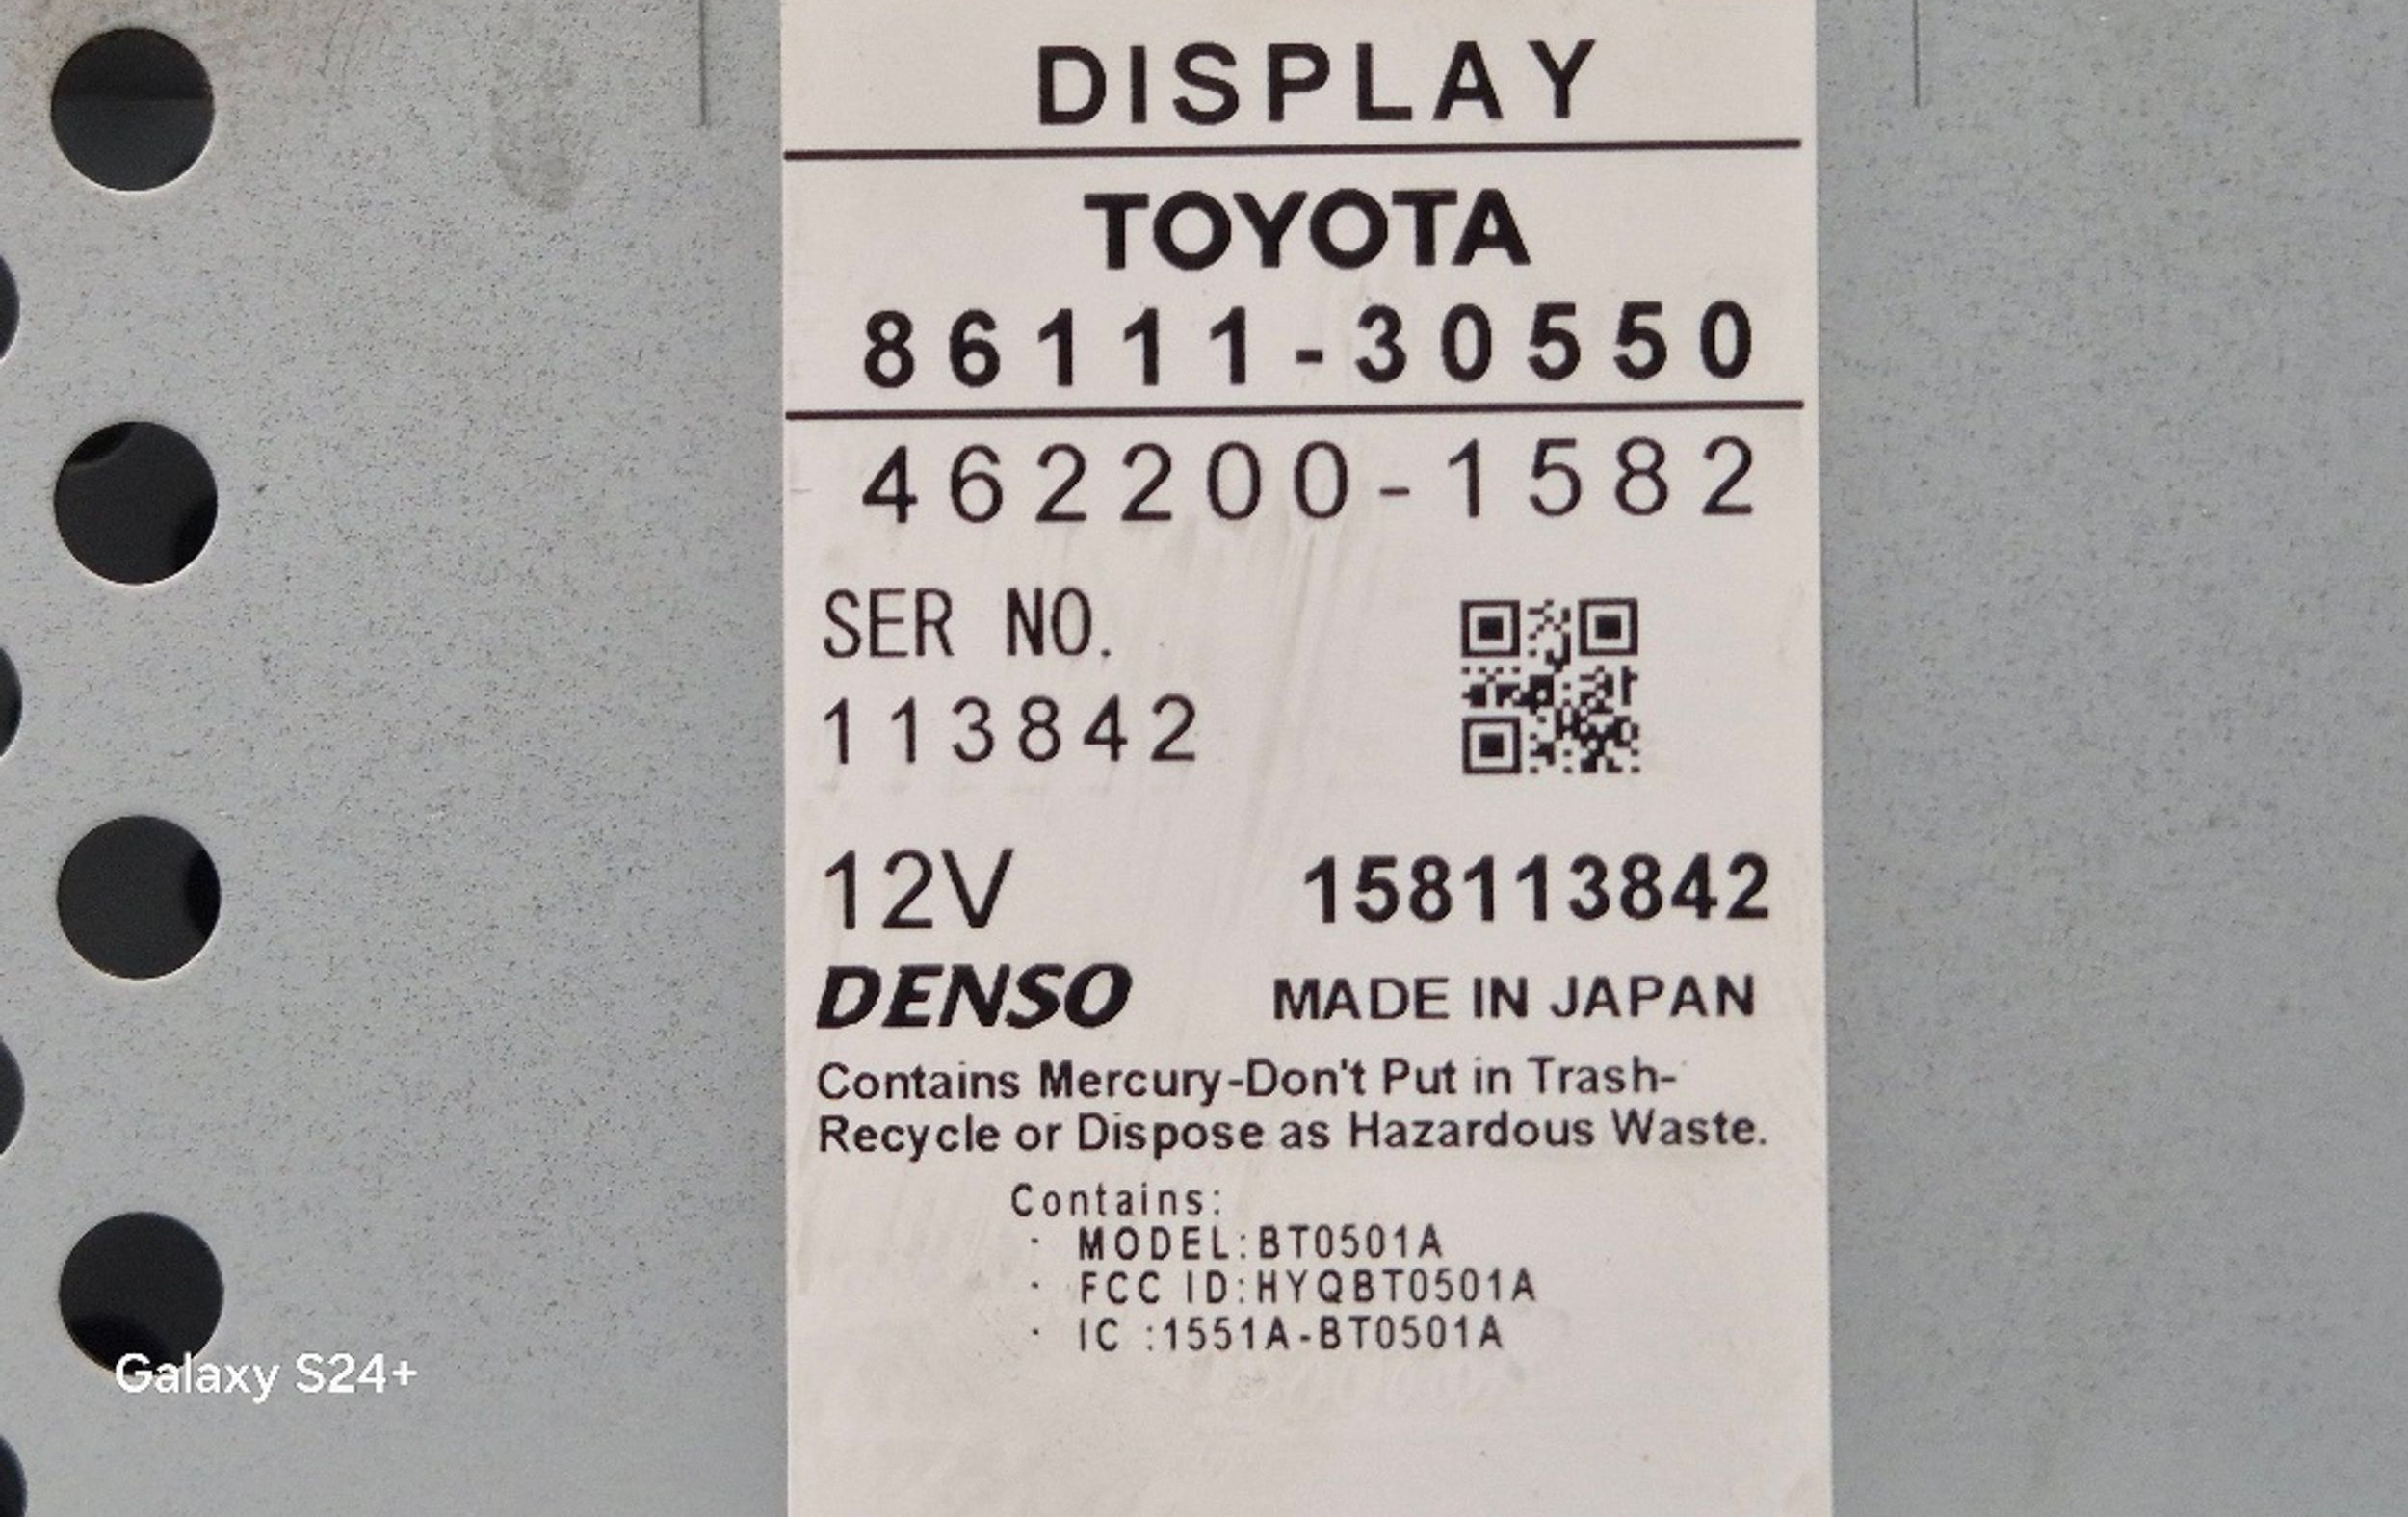 DISPLAY
TOYOTA
86111-30550
462200-1582
SER NO.
113842
12V 158113842
DENSO MADE IN JAPAN
Contains Mercury-Don't Put in Trash-
Recycle or Dispose as Hazardous Waste.
Contains:
· MODEL:BT0501A
· FCC ID:HYQBT0501A
· IC :1551A-BT0501A
Galaxy S24+